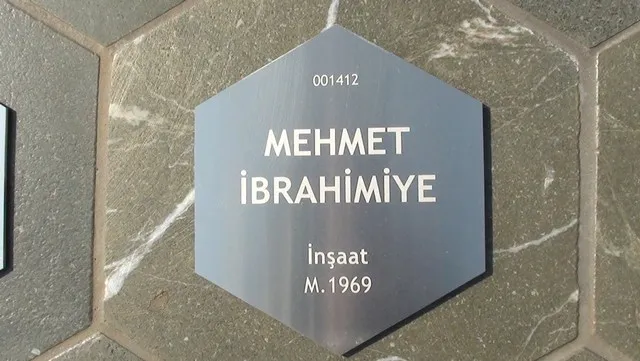 001412
MEHMET
İBRAHİMİYE
İnşaat
M.1969